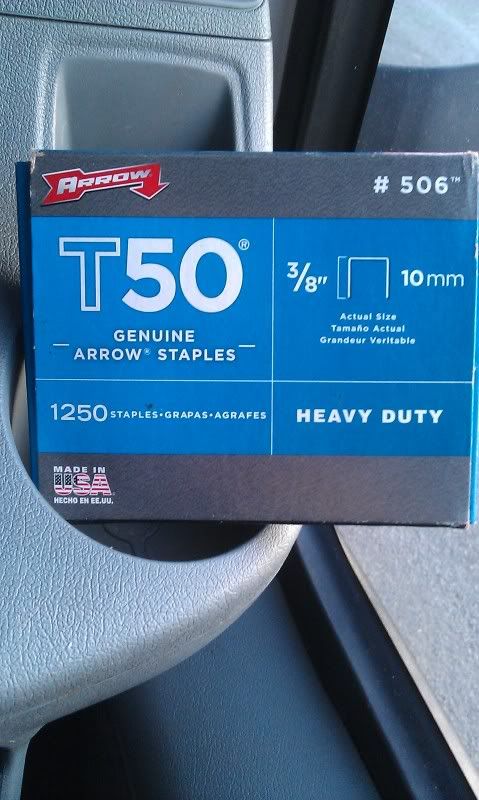 ARROW
# 506™
T50®
GENUINE
ARROW® STAPLES
3/8" 10mm
Actual Size
Tamaño Actual
Grandeur Veritable
1250 STAPLES•GRAPAS•AGRAFES
HEAVY DUTY
MADE IN
USA
HECHO EN EE.UU.